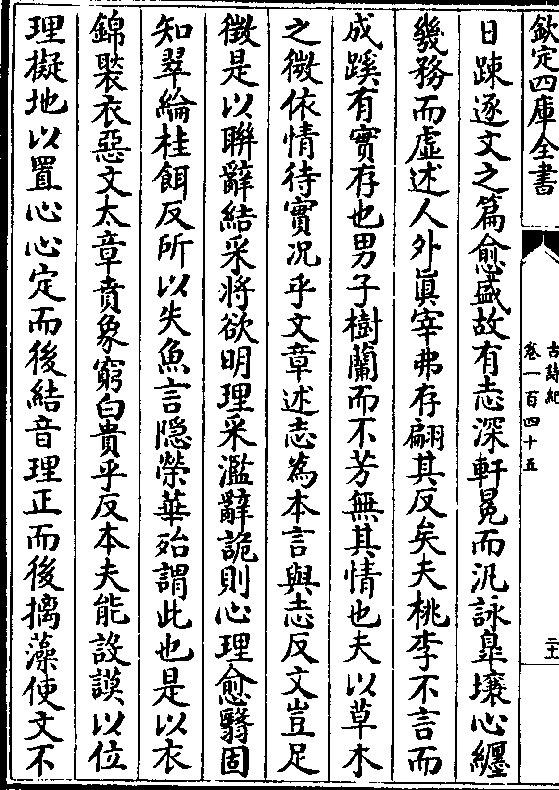 欽定四庫全書
古詩紀
卷一百四十五
日踈逐文之篇愈盛故有志深軒冕而汎詠臯壤心纏
幾務而虛述人外眞宰弗存翩其反矣夫桃李不言而
成蹊有實存也男子樹蘭而不芳無其情也夫以草木
之微依情待實况乎文章述志為本言與志反文豈足
徵是以聮辭結采將欲明理采濫辭詭則心理愈翳固
知翠綸桂餌反所以失魚言隠榮華殆謂此也是以衣
錦褧衣惡文太章賁象窮白貴乎反本夫能設謨以位
理擬地以置心心定而後結音理正而後摛藻使文不